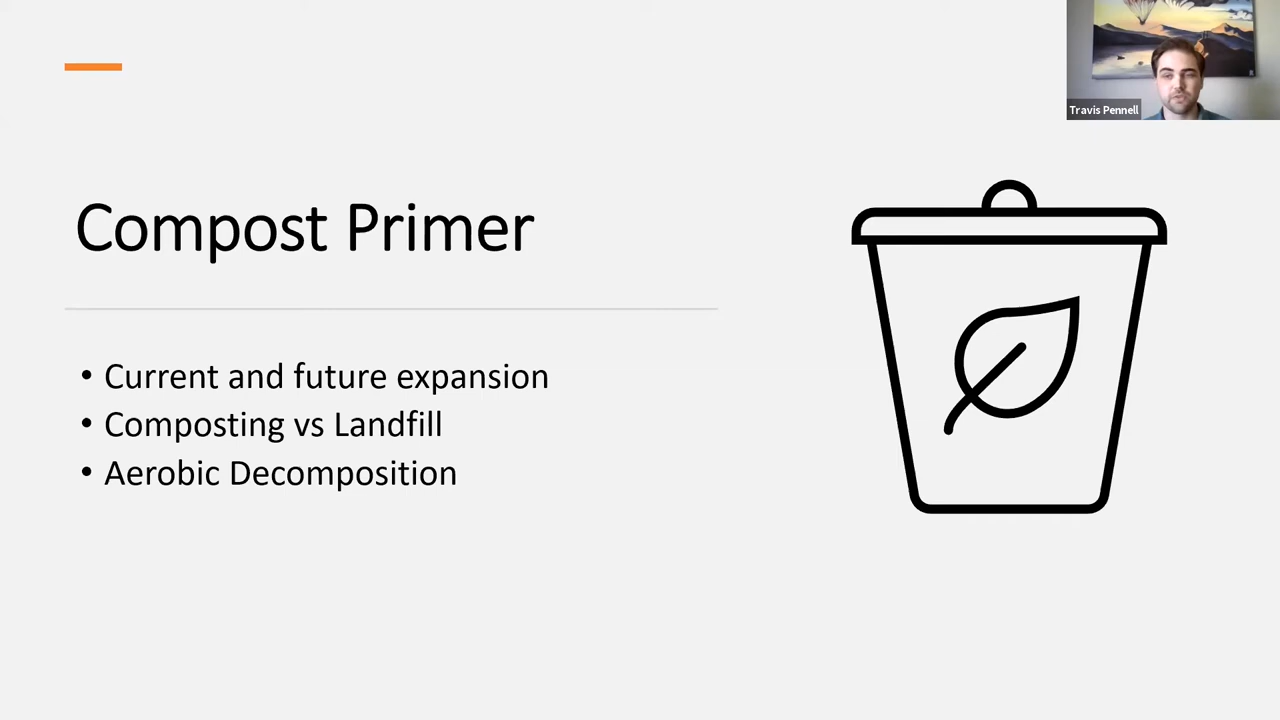 Travis Pennell
Compost Primer
• Current and future expansion
• Composting vs Landfill
• Aerobic Decomposition